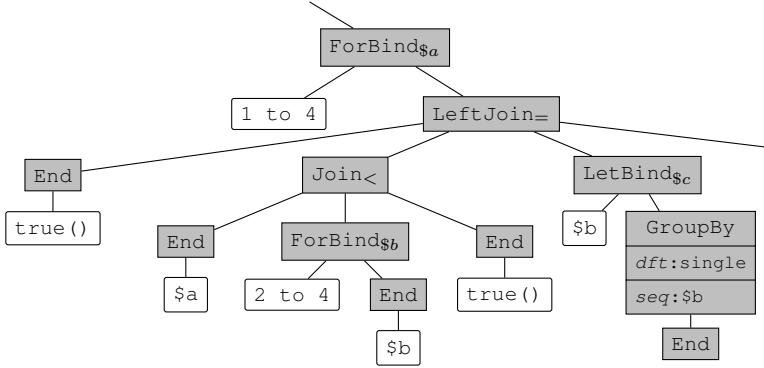 ForBind$a
1 to 4
LeftJoin=
End
Join<
LetBind$c
true()
End
ForBind$b
End
$b
GroupBy
dft:single
seq:$b
$a
2 to 4
End
true()
$b
End